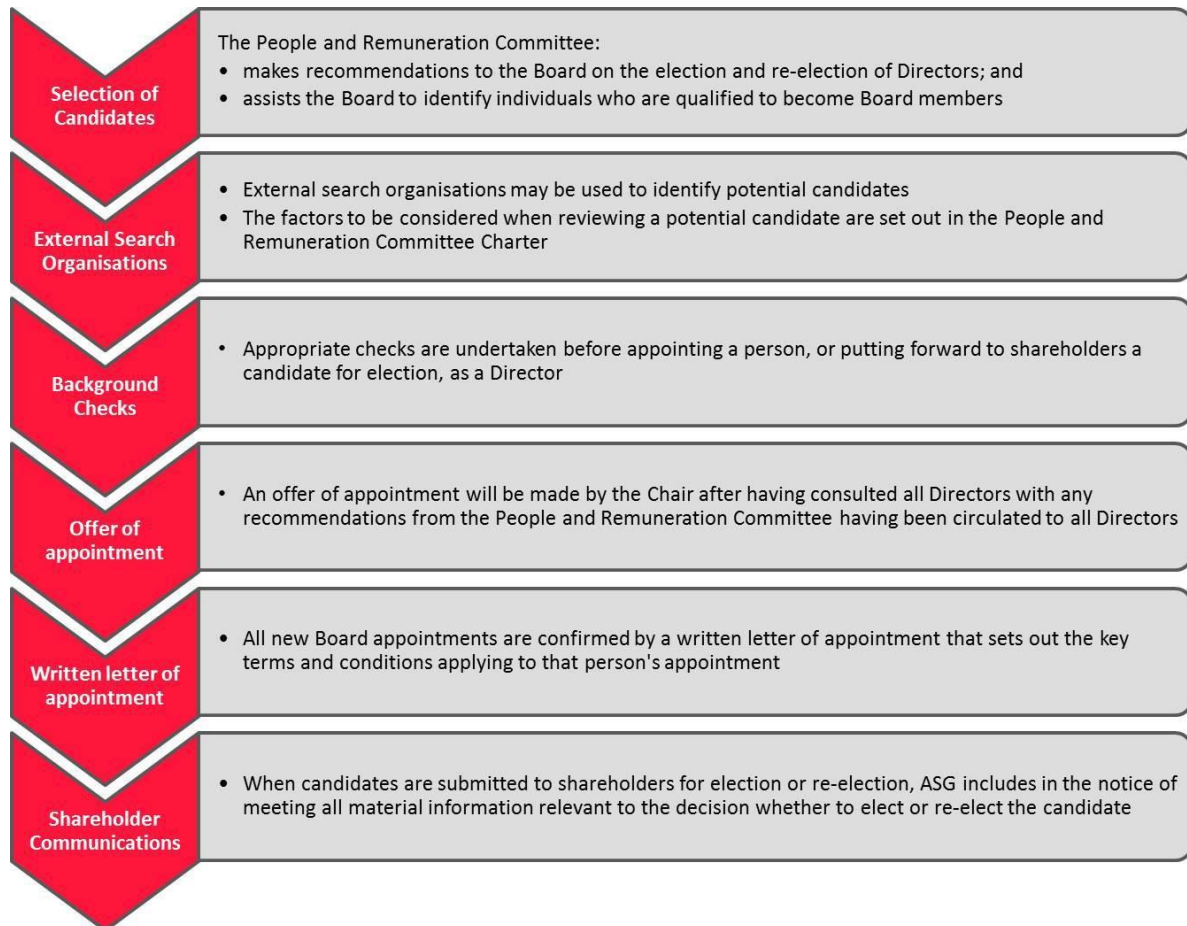 Selection of
Candidates
The People and Remuneration Committee:
• makes recommendations to the Board on the election and re-election of Directors; and
• assists the Board to identify individuals who are qualified to become Board members
External Search
Organisations
• External search organisations may be used to identify potential candidates
• The factors to be considered when reviewing a potential candidate are set out in the People and
Remuneration Committee Charter
Background
Checks
• Appropriate checks are undertaken before appointing a person, or putting forward to shareholders a
candidate for election, as a Director
Offer of
appointment
• An offer of appointment will be made by the Chair after having consulted all Directors with any
recommendations from the People and Remuneration Committee having been circulated to all Directors
Written letter of
appointment
• All new Board appointments are confirmed by a written letter of appointment that sets out the key
terms and conditions applying to that person's appointment
Shareholder
Communications
• When candidates are submitted to shareholders for election or re-election, ASG includes in the notice of
meeting all material information relevant to the decision whether to elect or re-elect the candidate